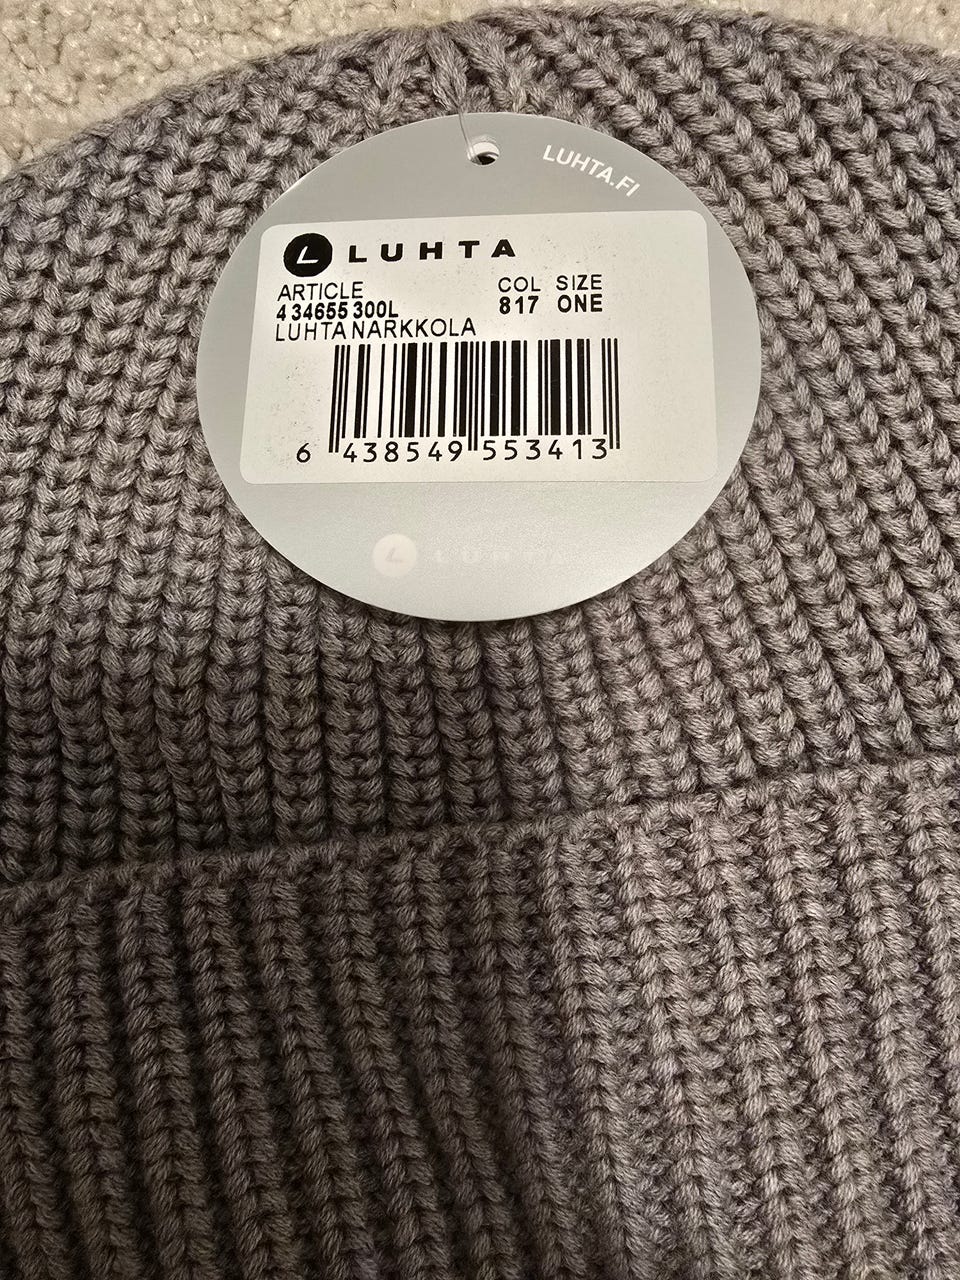 LUHTA.FI
L LUHTA
ARTICLE COL SIZE
4 34655 300L 817 ONE
LUHTA NARKKOLA
6 438549 553413
L LUHTA